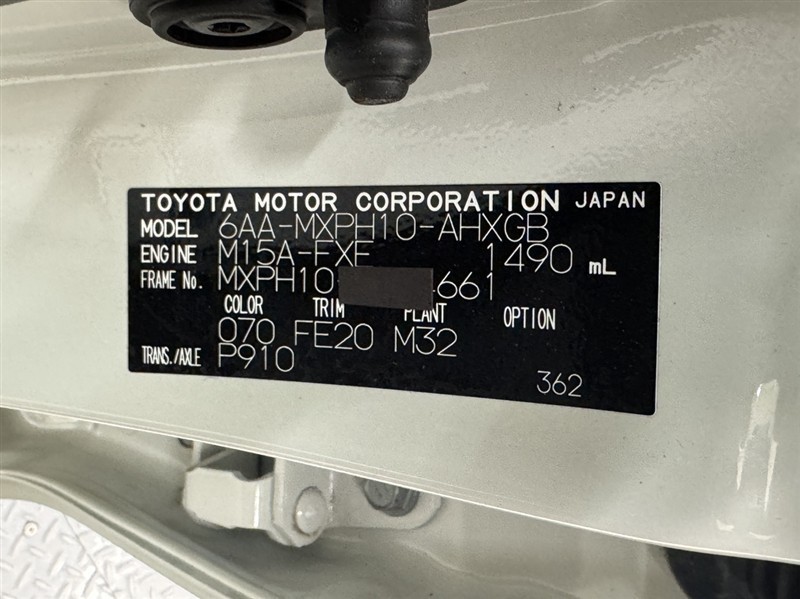 TOYOTA MOTOR CORPORATION JAPAN
MODEL 6AA-MXPH10-AHXGB
ENGINE M15A-FXE 1490 mL
FRAME No. MXPH10 661
COLOR TRIM PLANT OPTION
070 FE20 M32
TRANS./AXLE P910
362